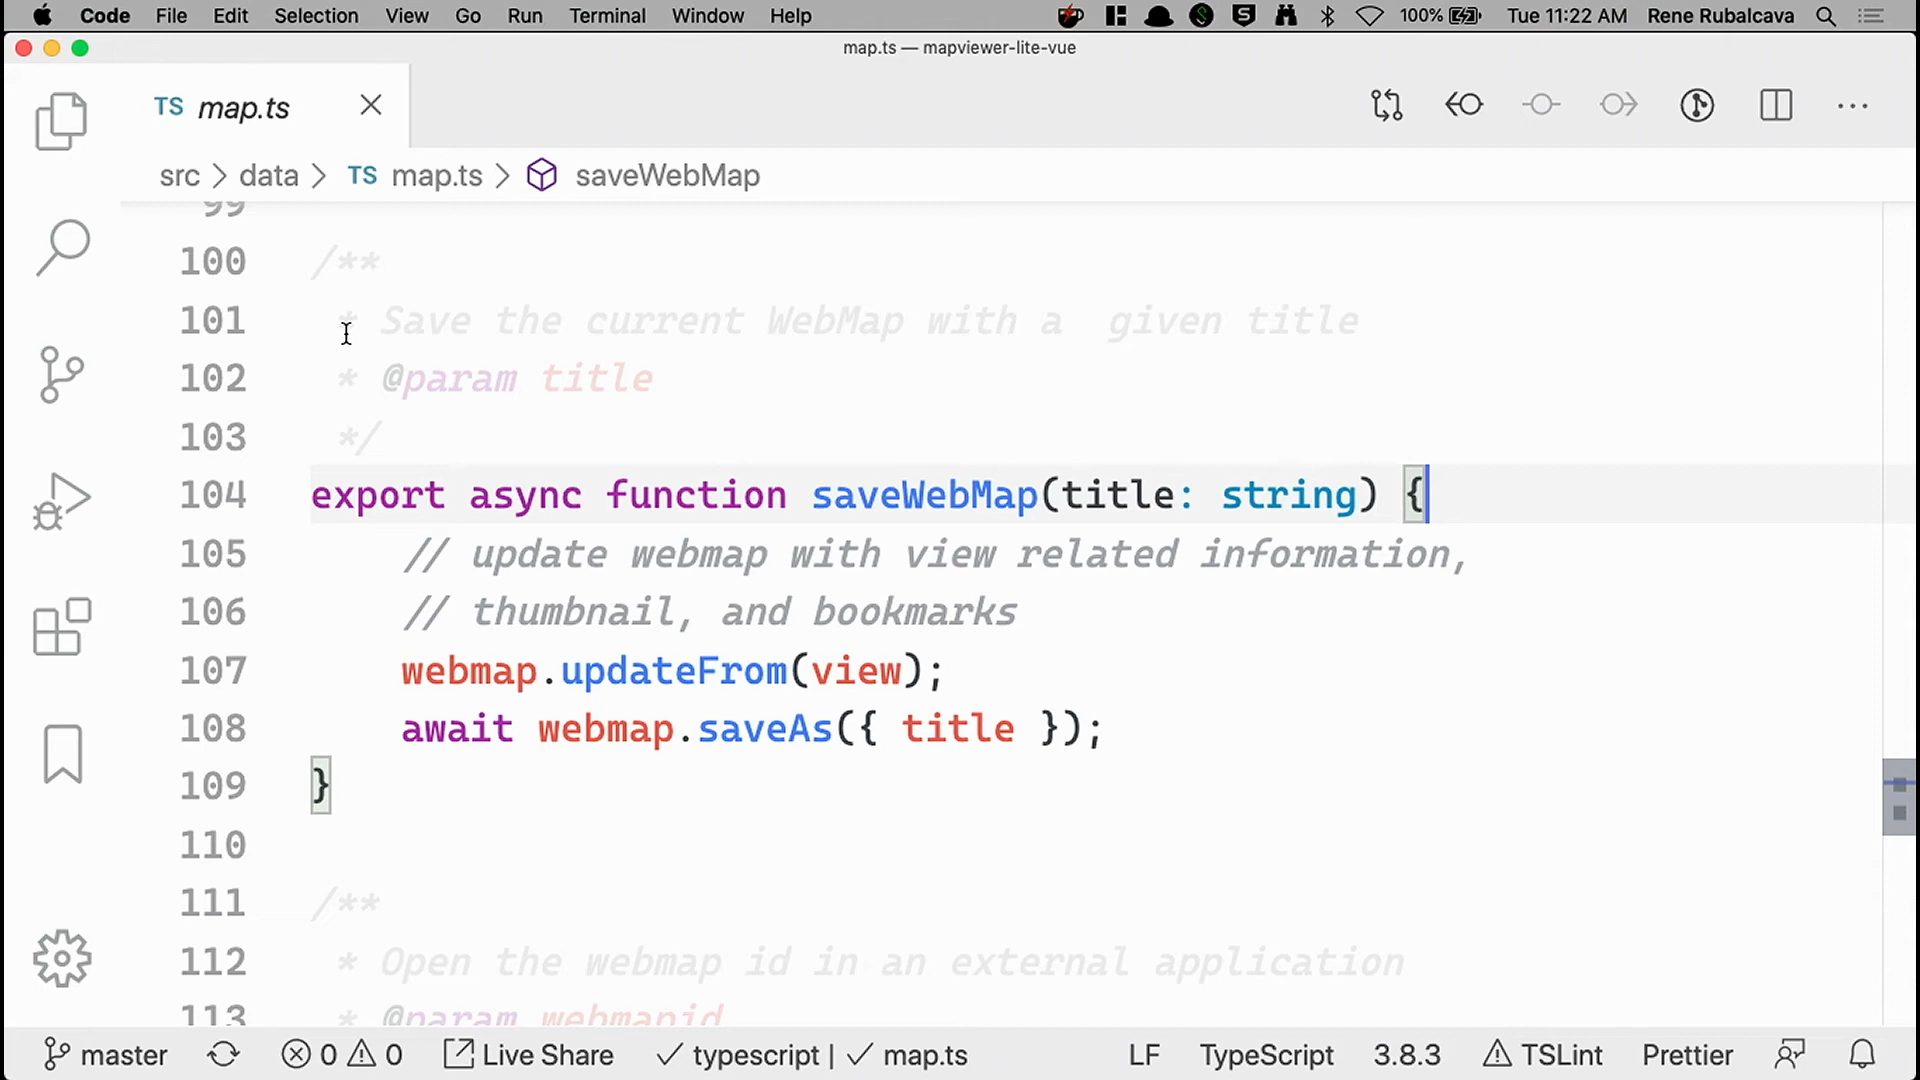 Code File Edit Selection View Go Run Terminal Window Help 100% Tue 11:22 AM Rene Rubalcava
map.ts — mapviewer-lite-vue
TS map.ts
src > data > TS map.ts > saveWebMap
99
100 /**
101 * Save the current WebMap with a  given title
102 * @param title
103 */
104 export async function saveWebMap(title: string) {
105 // update webmap with view related information,
106 // thumbnail, and bookmarks
107 webmap.updateFrom(view);
108 await webmap.saveAs({ title });
109 }
110
111 /**
112 * Open the webmap id in an external application
113 * @param webmapid
master 0 0 Live Share typescript | map.ts LF TypeScript 3.8.3 TSLint Prettier